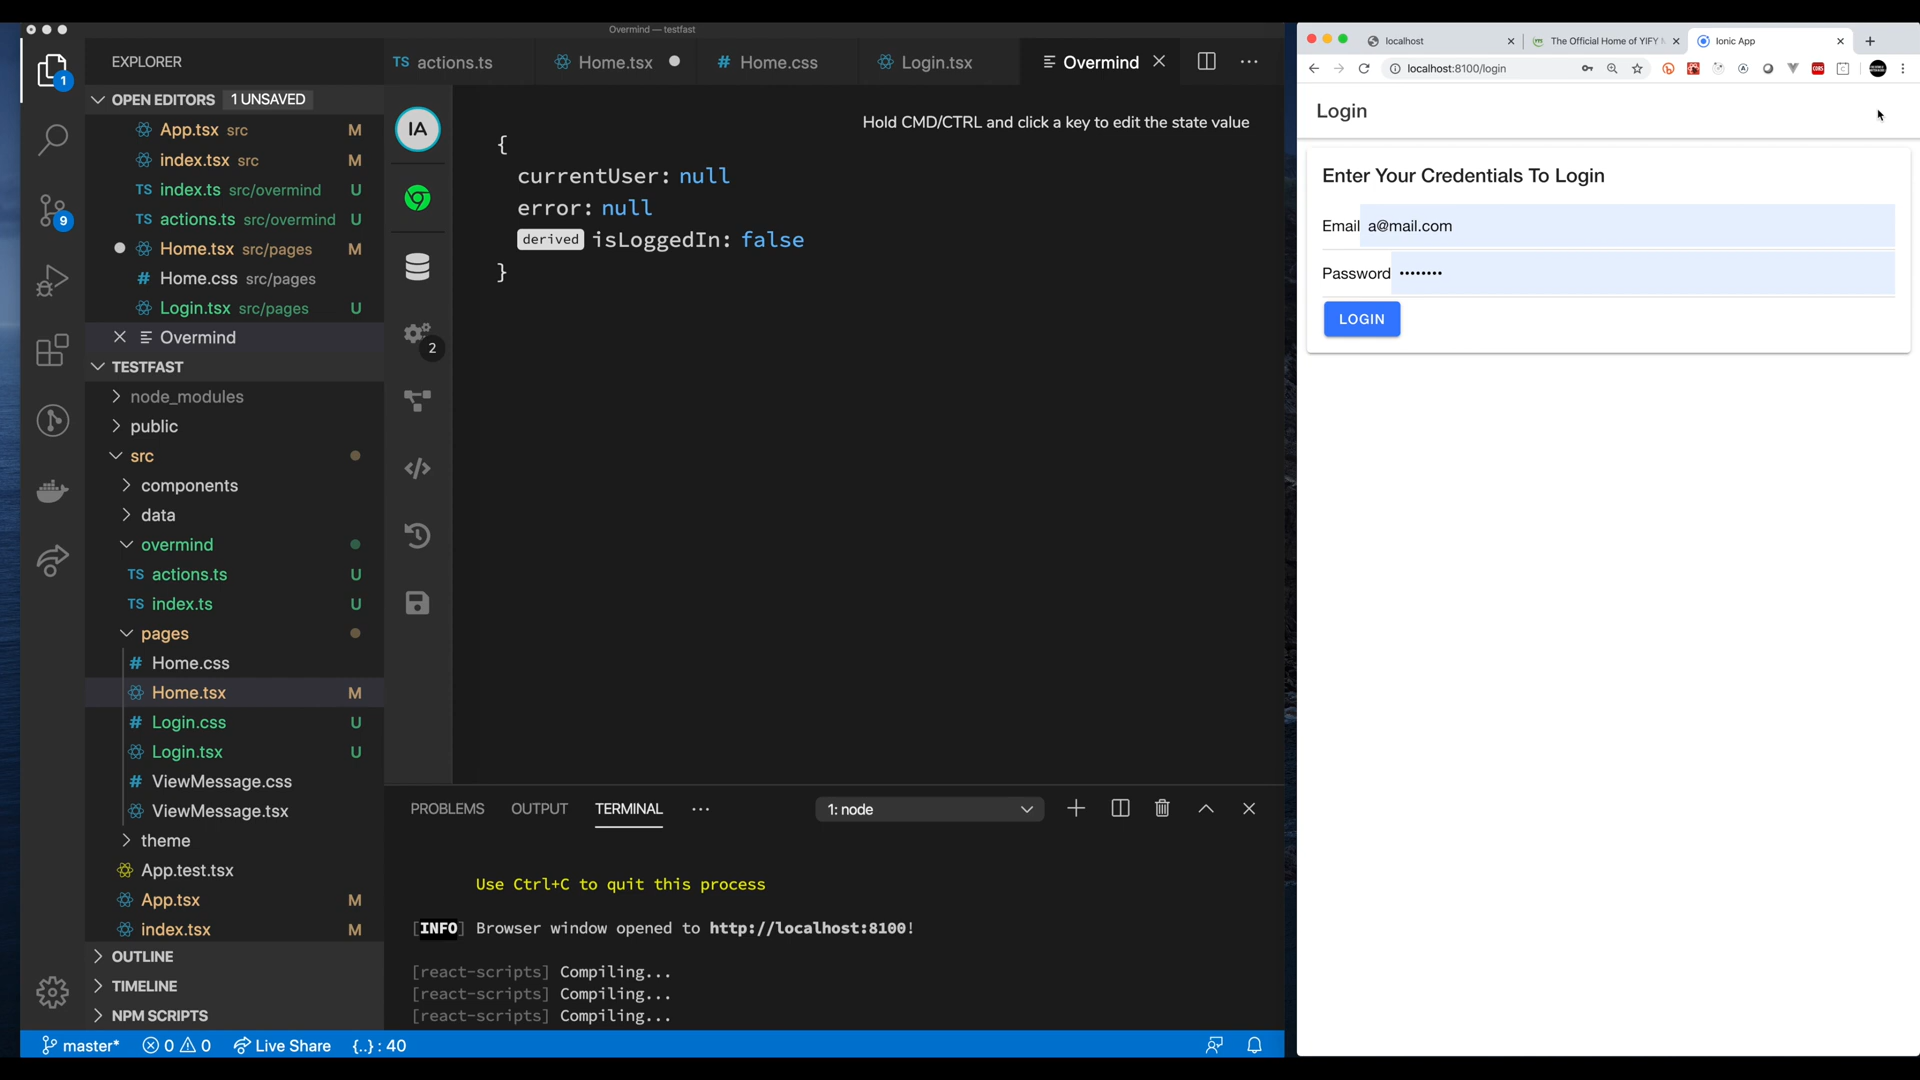 Overmind — testfast
EXPLORER
OPEN EDITORS 1 UNSAVED
App.tsx src M
index.tsx src M
TS index.ts src/overmind U
TS actions.ts src/overmind U
Home.tsx src/pages M
# Home.css src/pages
Login.tsx src/pages U
Overmind
TESTFAST
node_modules
public
src
components
data
overmind
TS actions.ts U
TS index.ts U
pages
# Home.css
Home.tsx M
# Login.css U
Login.tsx U
# ViewMessage.css
ViewMessage.tsx
theme
App.test.tsx
App.tsx M
index.tsx M
OUTLINE
TIMELINE
NPM SCRIPTS
1
9
TS actions.ts
Home.tsx
# Home.css
Login.tsx
Overmind
IA
2
Hold CMD/CTRL and click a key to edit the state value
{
currentUser: null
error: null
derived isLoggedIn: false
}
PROBLEMS OUTPUT TERMINAL ···
1: node
Use Ctrl+C to quit this process
[INFO] Browser window opened to http://localhost:8100!
[react-scripts] Compiling...
[react-scripts] Compiling...
[react-scripts] Compiling...
master* 0 0 Live Share {..} : 40
localhost
The Official Home of YIFY M
Ionic App
localhost:8100/login
Login
Enter Your Credentials To Login
Email a@mail.com
Password ••••••••
LOGIN